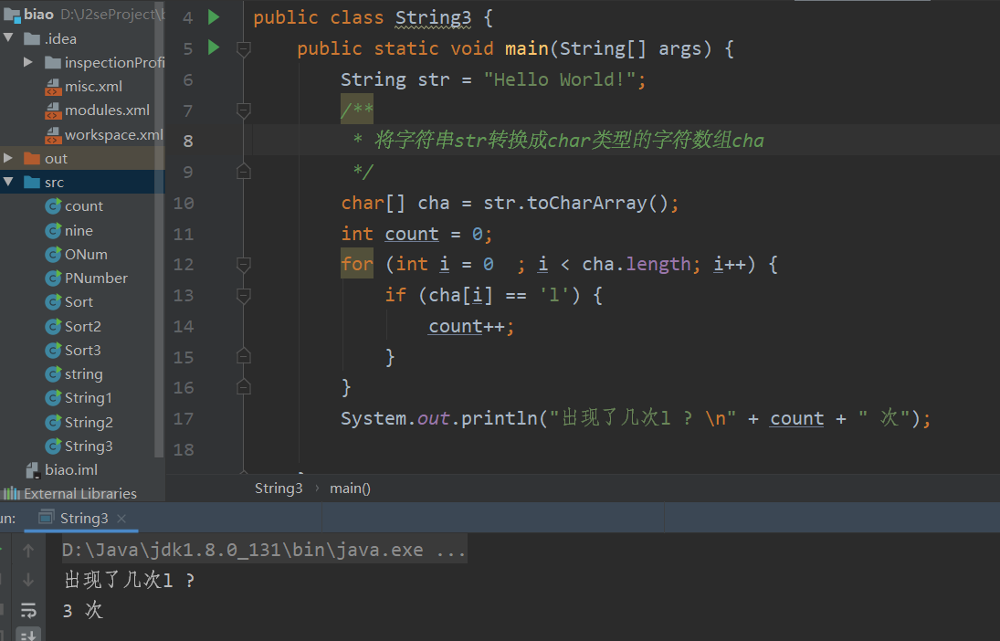 biao D:\J2seProject\b
.idea
inspectionProfi
misc.xml
modules.xml
workspace.xml
out
src
count
nine
ONum
PNumber
Sort
Sort2
Sort3
string
String1
String2
String3
biao.iml
External Libraries
4 public class String3 {
5 public static void main(String[] args) {
6 String str = "Hello World!";
7 /**
8 * 将字符串str转换成char类型的字符数组cha
9 */
10 char[] cha = str.toCharArray();
11 int count = 0;
12 for (int i = 0  ; i < cha.length; i++) {
13 if (cha[i] == 'l') {
14 count++;
15 }
16 }
17 System.out.println("出现了几次l ? \n" + count + " 次");
18
String3 › main()
un: String3 ×
D:\Java\jdk1.8.0_131\bin\java.exe ...
出现了几次l ?
3 次